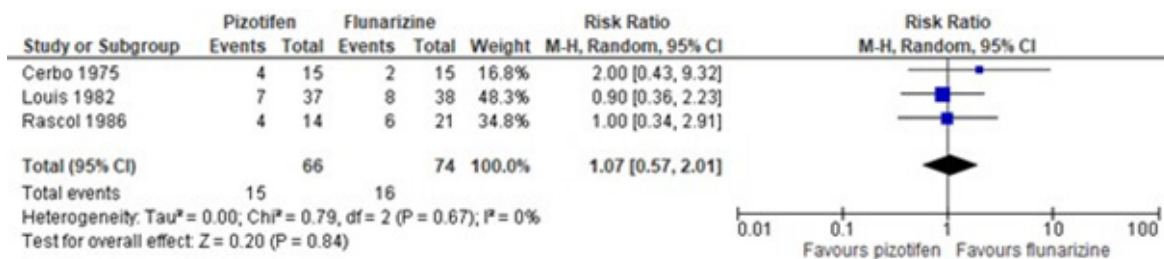 Pizotifen Flunarizine Risk Ratio Risk Ratio
Study or Subgroup Events Total Events Total Weight M-H, Random, 95% CI M-H, Random, 95% CI
Cerbo 1975 4 15 2 15 16.8% 2.00 [0.43, 9.32]
Louis 1982 7 37 8 38 48.3% 0.90 [0.36, 2.23]
Rascol 1986 4 14 6 21 34.8% 1.00 [0.34, 2.91]
Total (95% CI) 66 74 100.0% 1.07 [0.57, 2.01]
Total events 15 16
Heterogeneity: Tau² = 0.00; Chi² = 0.79, df = 2 (P = 0.67); I² = 0%
Test for overall effect: Z = 0.20 (P = 0.84)
0.01 0.1 1 10 100
Favours pizotifen Favours flunarizine